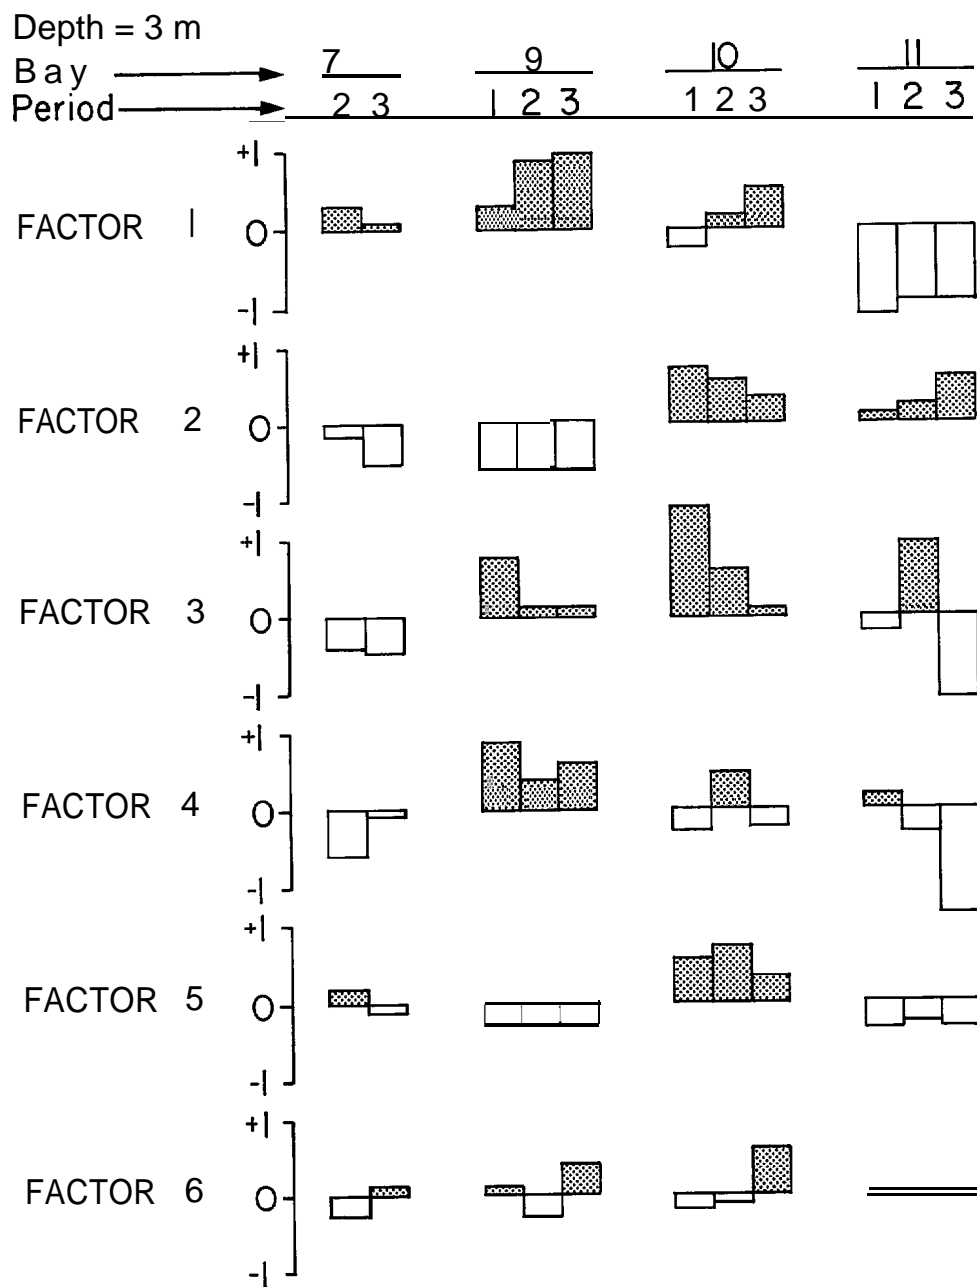 Depth = 3 m
Bay 7 9 10 11
Period 2 3 1 2 3 1 2 3 1 2 3
+1
FACTOR 1 0
-1
+1
FACTOR 2 0
-1
+1
FACTOR 3 0
-1
+1
FACTOR 4 0
-1
+1
FACTOR 5 0
-1
+1
FACTOR 6 0
-1